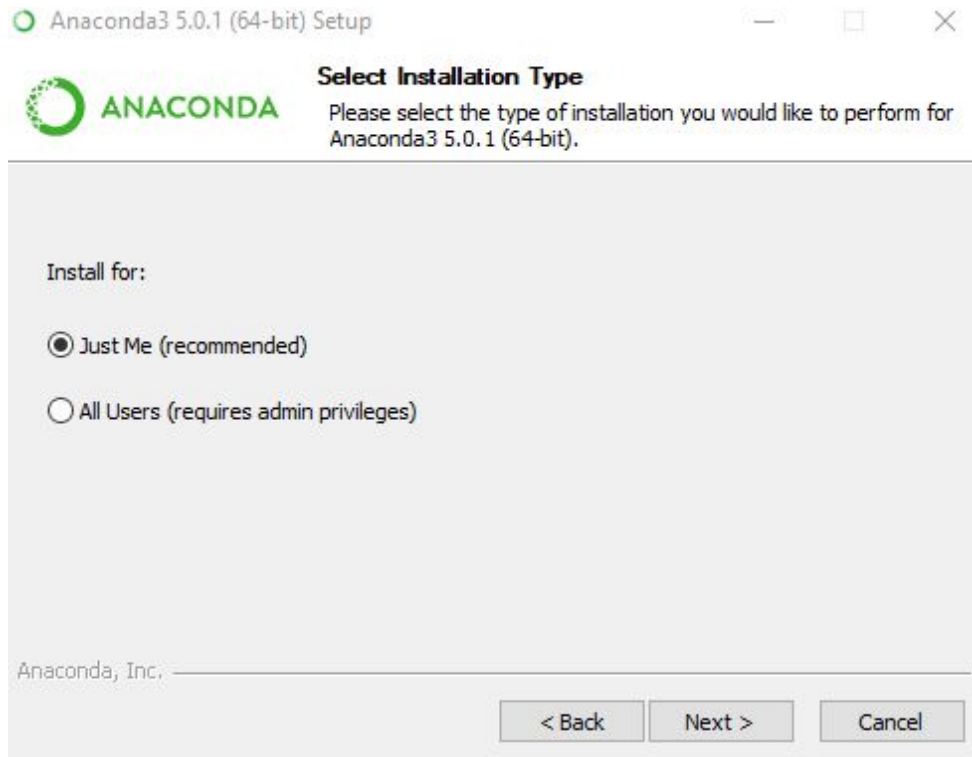 Anaconda3 5.0.1 (64-bit) Setup
ANACONDA
Select Installation Type
Please select the type of installation you would like to perform for
Anaconda3 5.0.1 (64-bit).
Install for:
Just Me (recommended)
All Users (requires admin privileges)
Anaconda, Inc.
< Back Next > Cancel